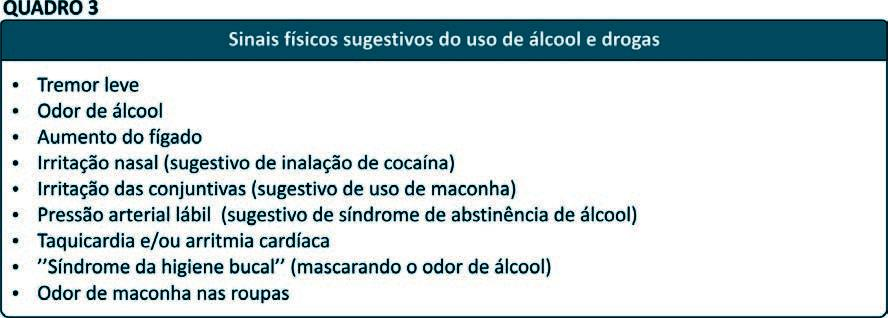 QUADRO 3
Sinais físicos sugestivos do uso de álcool e drogas
• Tremor leve
• Odor de álcool
• Aumento do fígado
• Irritação nasal (sugestivo de inalação de cocaína)
• Irritação das conjuntivas (sugestivo de uso de maconha)
• Pressão arterial lábil (sugestivo de síndrome de abstinência de álcool)
• Taquicardia e/ou arritmia cardíaca
• ’’Síndrome da higiene bucal’’ (mascarando o odor de álcool)
• Odor de maconha nas roupas